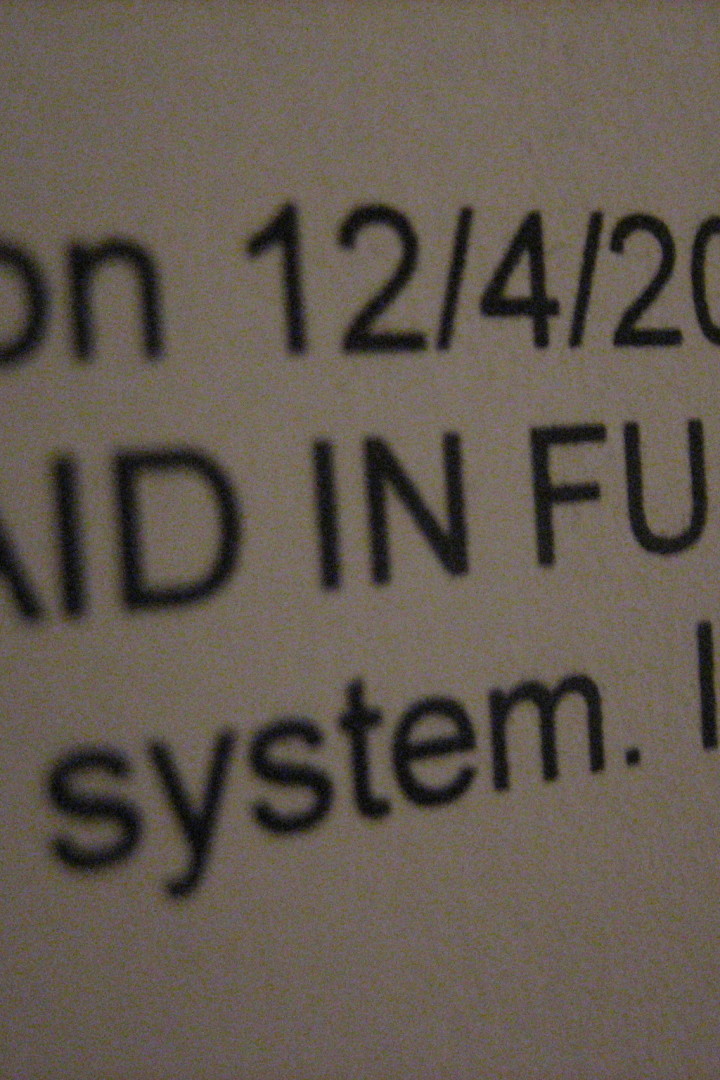 on 12/4/20
AID IN FU
system. I